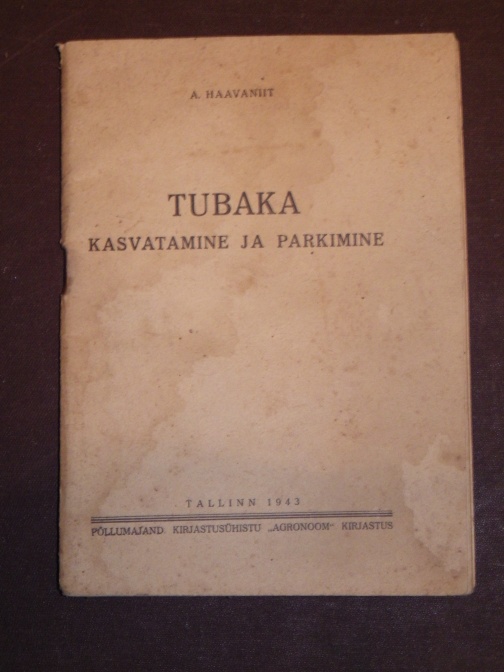 A. HAAVANIIT
TUBAKA
KASVATAMINE JA PARKIMINE
TALLINN 1943
PÕLLUMAJAND. KIRJASTUSÜHISTU „AGRONOOM“ KIRJASTUS